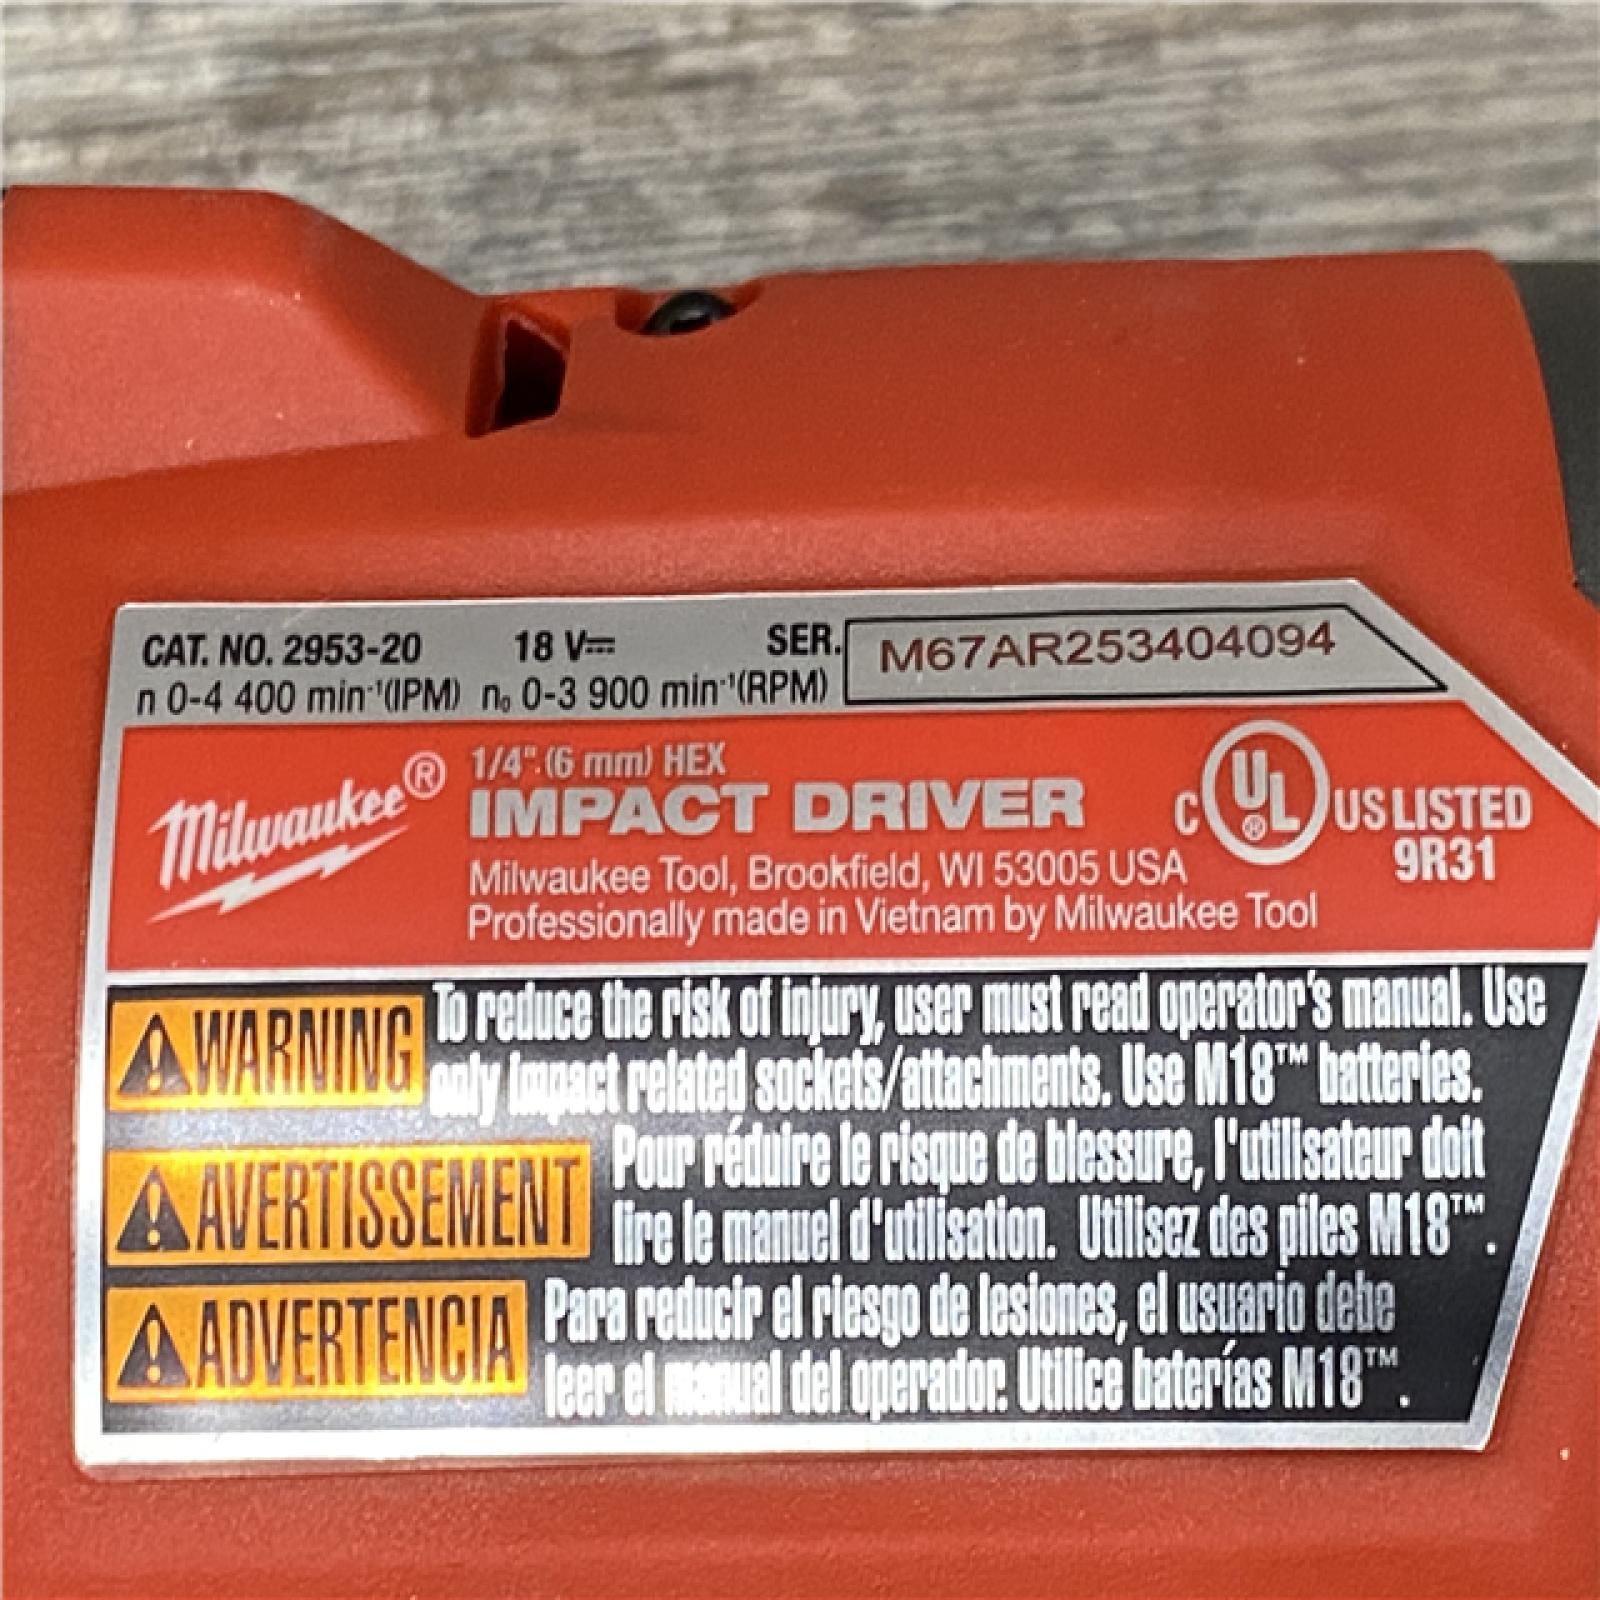 CAT. NO. 2953-20 18 V⎓ SER. M67AR253404094
n 0-4 400 min⁻¹(IPM) n₀ 0-3 900 min⁻¹(RPM)
Milwaukee®
1/4" (6 mm) HEX
IMPACT DRIVER
Milwaukee Tool, Brookfield, WI 53005 USA
Professionally made in Vietnam by Milwaukee Tool
C UL® US LISTED
9R31
⚠WARNING To reduce the risk of injury, user must read operator's manual. Use
only impact related sockets/attachments. Use M18™ batteries.
⚠AVERTISSEMENT Pour réduire le risque de blessure, l'utilisateur doit
lire le manuel d'utilisation. Utilisez des piles M18™.
⚠ADVERTENCIA Para reducir el riesgo de lesiones, el usuario debe
leer el manual del operador. Utilice baterías M18™.